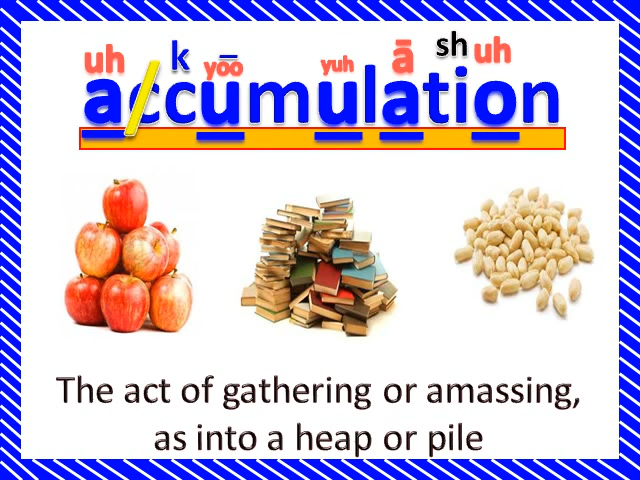 uh k yōō yuh ā sh uh
accumulation
The act of gathering or amassing,
as into a heap or pile